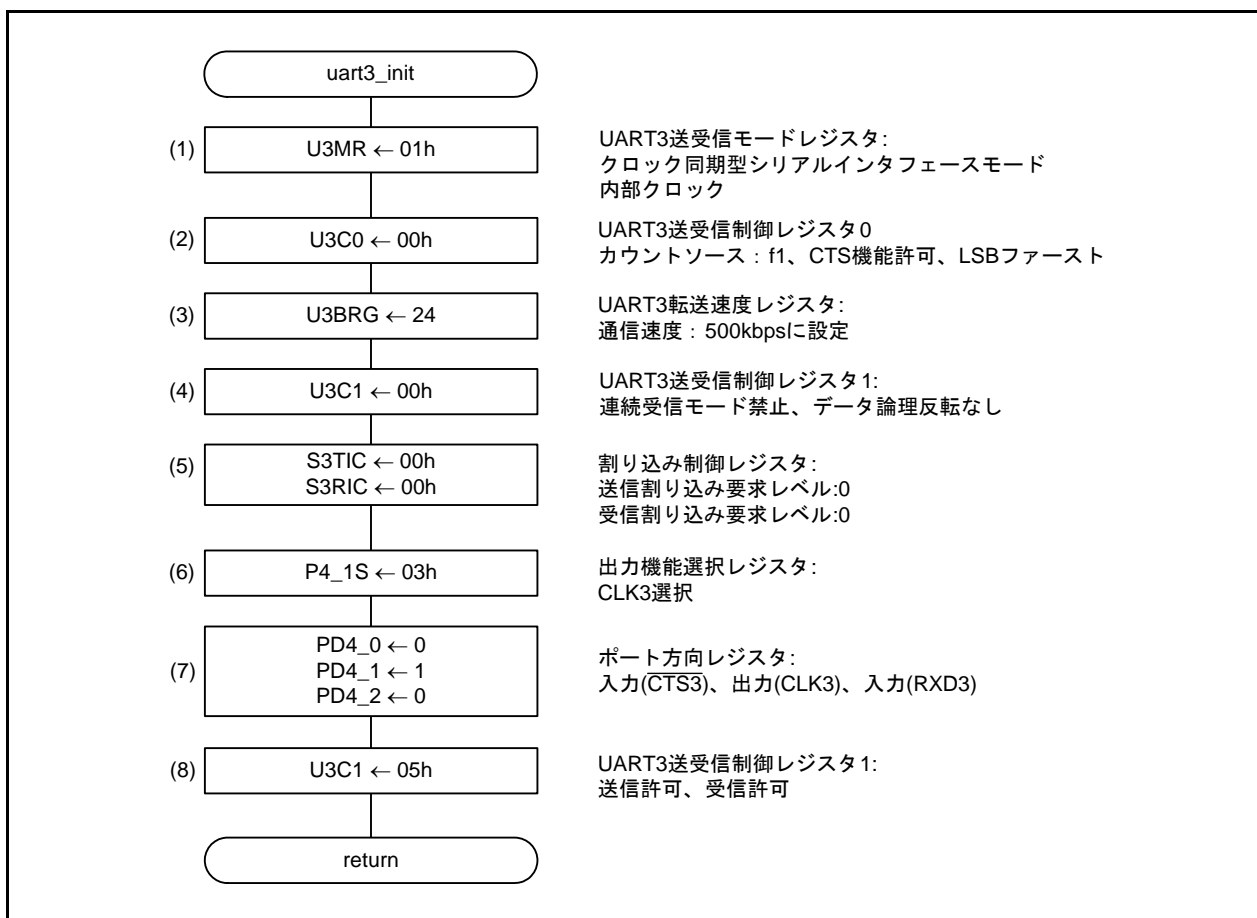 uart3_init
(1)
U3MR ← 01h
UART3送受信モードレジスタ:
クロック同期型シリアルインタフェースモード
内部クロック
(2)
U3C0 ← 00h
UART3送受信制御レジスタ0
カウントソース：f1、CTS機能許可、LSBファースト
(3)
U3BRG ← 24
UART3転送速度レジスタ:
通信速度：500kbpsに設定
(4)
U3C1 ← 00h
UART3送受信制御レジスタ1:
連続受信モード禁止、データ論理反転なし
(5)
S3TIC ← 00h
S3RIC ← 00h
割り込み制御レジスタ:
送信割り込み要求レベル:0
受信割り込み要求レベル:0
(6)
P4_1S ← 03h
出力機能選択レジスタ:
CLK3選択
(7)
PD4_0 ← 0
PD4_1 ← 1
PD4_2 ← 0
ポート方向レジスタ:
入力(C̅T̅S̅3̅)、出力(CLK3)、入力(RXD3)
(8)
U3C1 ← 05h
UART3送受信制御レジスタ1:
送信許可、受信許可
return